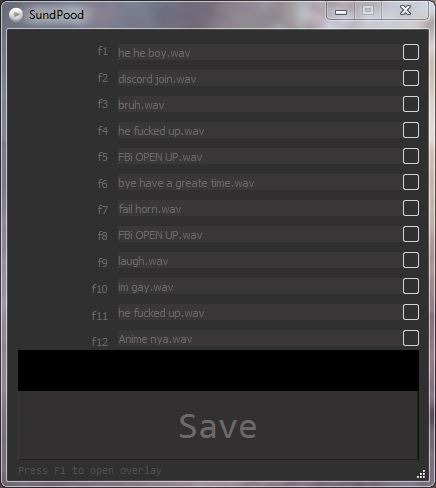 SundPood
f1 he he boy.wav
f2 discord join.wav
f3 bruh.wav
f4 he fucked up.wav
f5 FBi OPEN UP.wav
f6 bye have a greate time.wav
f7 fail horn.wav
f8 FBi OPEN UP.wav
f9 laugh.wav
f10 im gay.wav
f11 he fucked up.wav
f12 Anime nya.wav
Save
Press F1 to open overlay